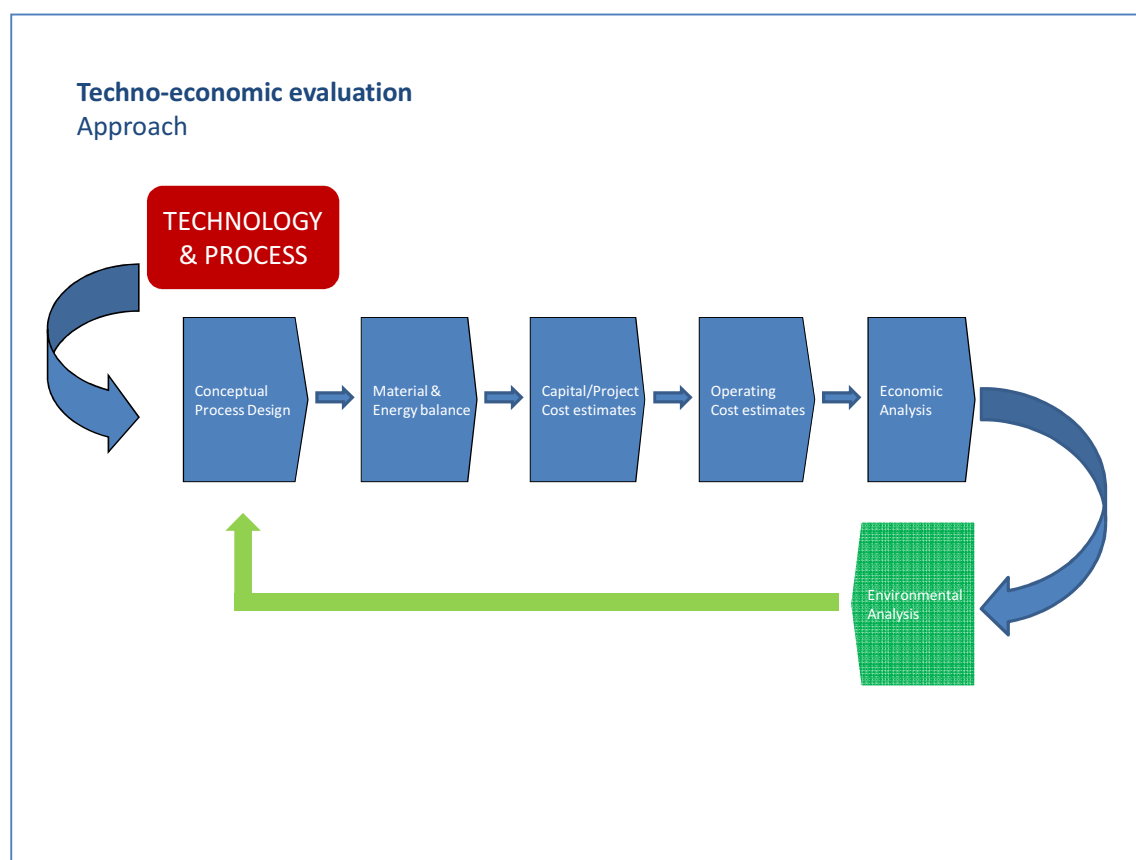 Techno-economic evaluation
Approach
TECHNOLOGY
& PROCESS
Conceptual
Process Design
Material &
Energy balance
Capital/Project
Cost estimates
Operating
Cost estimates
Economic
Analysis
Environmental
Analysis